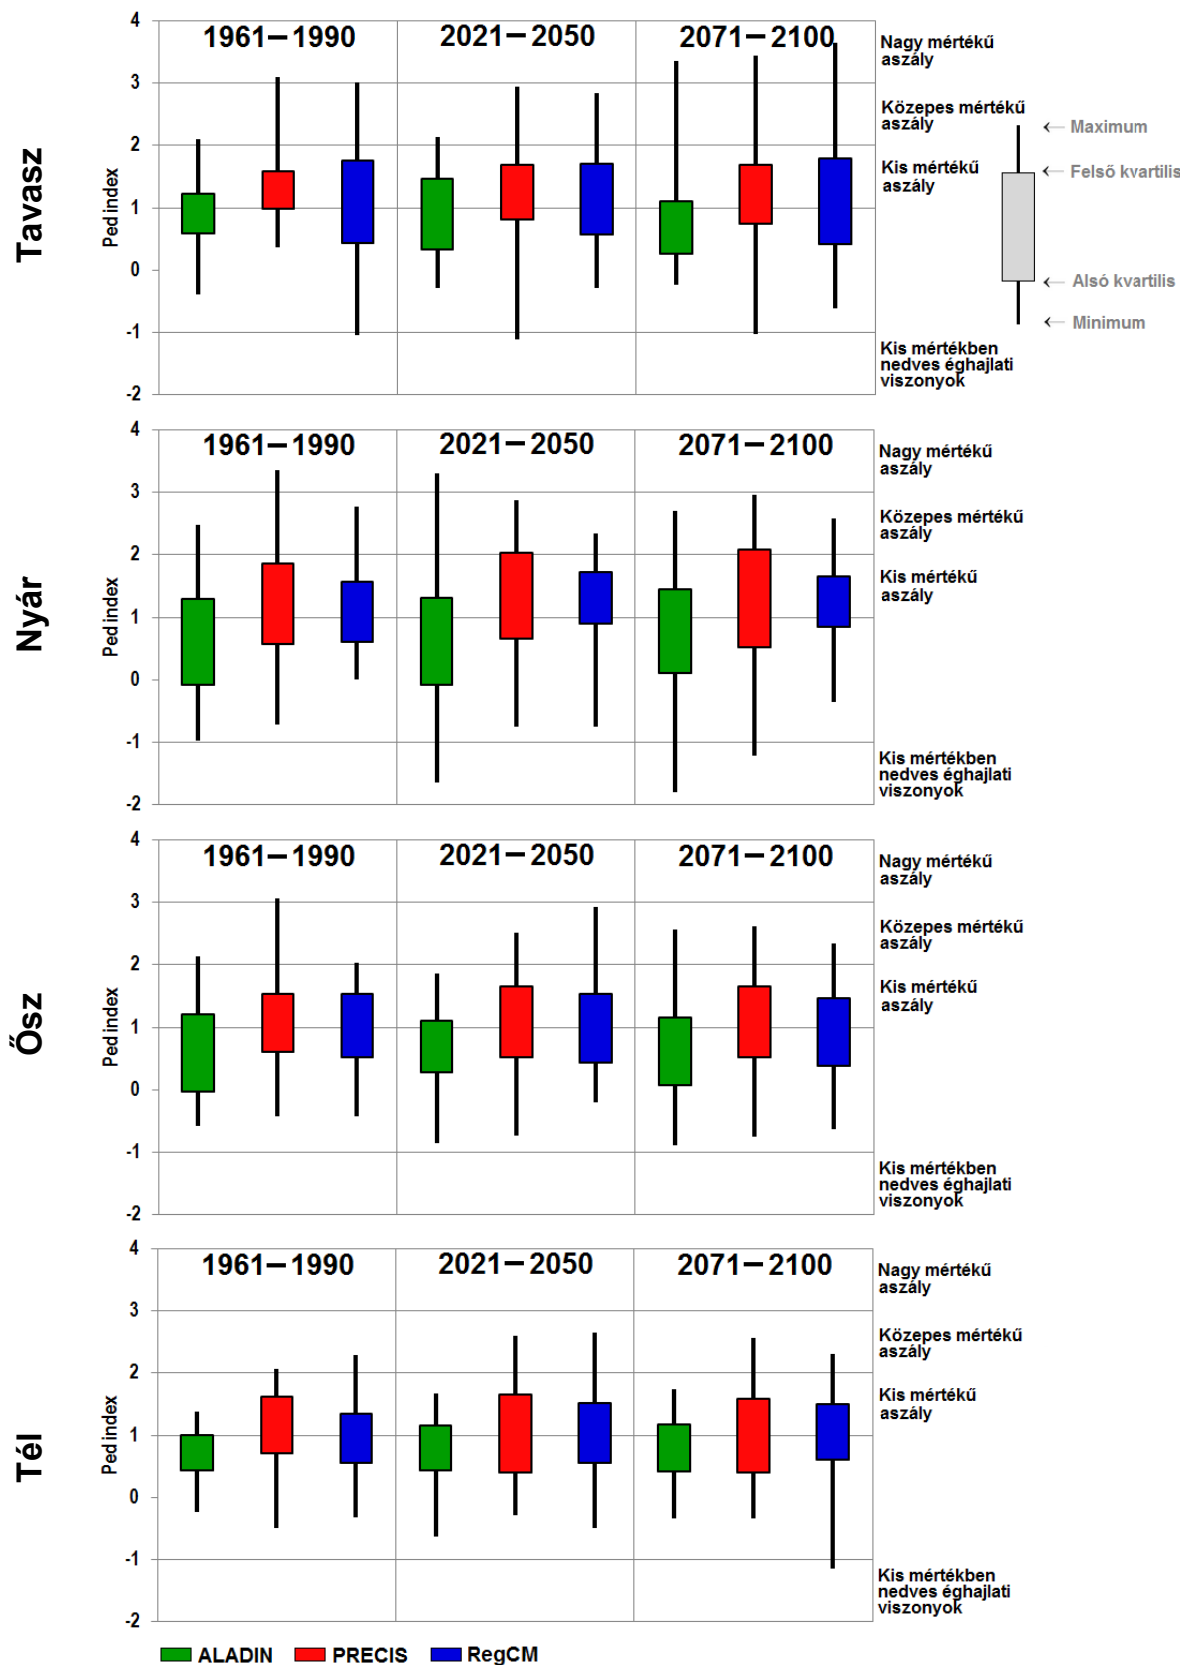 Tavasz
Ped index
4
3
2
1
0
-1
-2
1961–1990
2021–2050
2071–2100
Nagy mértékű
aszály
Közepes mértékű
aszály
Kis mértékű
aszály
Kis mértékben
nedves éghajlati
viszonyok
Maximum
Felső kvartilis
Alsó kvartilis
Minimum
Nyár
Ped index
4
3
2
1
0
-1
-2
1961–1990
2021–2050
2071–2100
Nagy mértékű
aszály
Közepes mértékű
aszály
Kis mértékű
aszály
Kis mértékben
nedves éghajlati
viszonyok
Ősz
Ped index
4
3
2
1
0
-1
-2
1961–1990
2021–2050
2071–2100
Nagy mértékű
aszály
Közepes mértékű
aszály
Kis mértékű
aszály
Kis mértékben
nedves éghajlati
viszonyok
Tél
Ped index
4
3
2
1
0
-1
-2
1961–1990
2021–2050
2071–2100
Nagy mértékű
aszály
Közepes mértékű
aszály
Kis mértékű
aszály
Kis mértékben
nedves éghajlati
viszonyok
ALADIN PRECIS RegCM